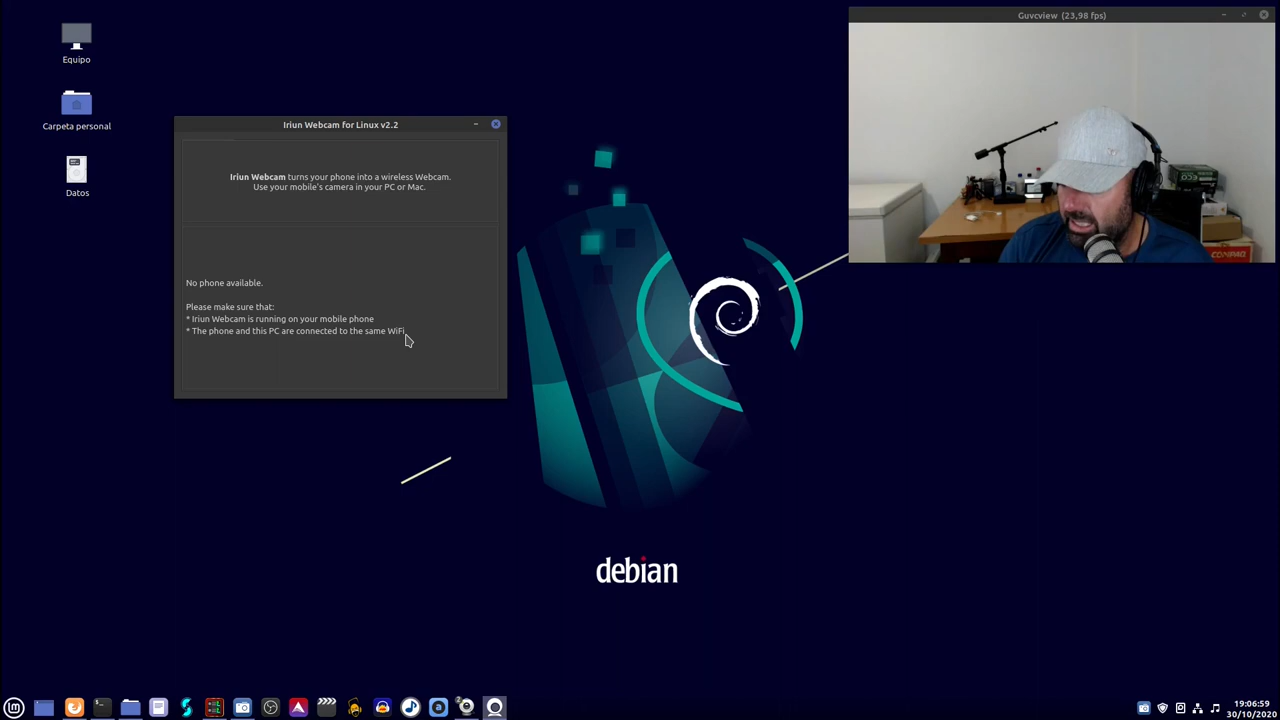 Guvcview (23,98 fps)
Equipo
Carpeta personal
Datos
Iriun Webcam for Linux v2.2
Iriun Webcam turns your phone into a wireless Webcam.
Use your mobile's camera in your PC or Mac.
No phone available.
Please make sure that:
* Iriun Webcam is running on your mobile phone
* The phone and this PC are connected to the same WiFi
COMPAQ
debian
19:06:59
30/10/2020